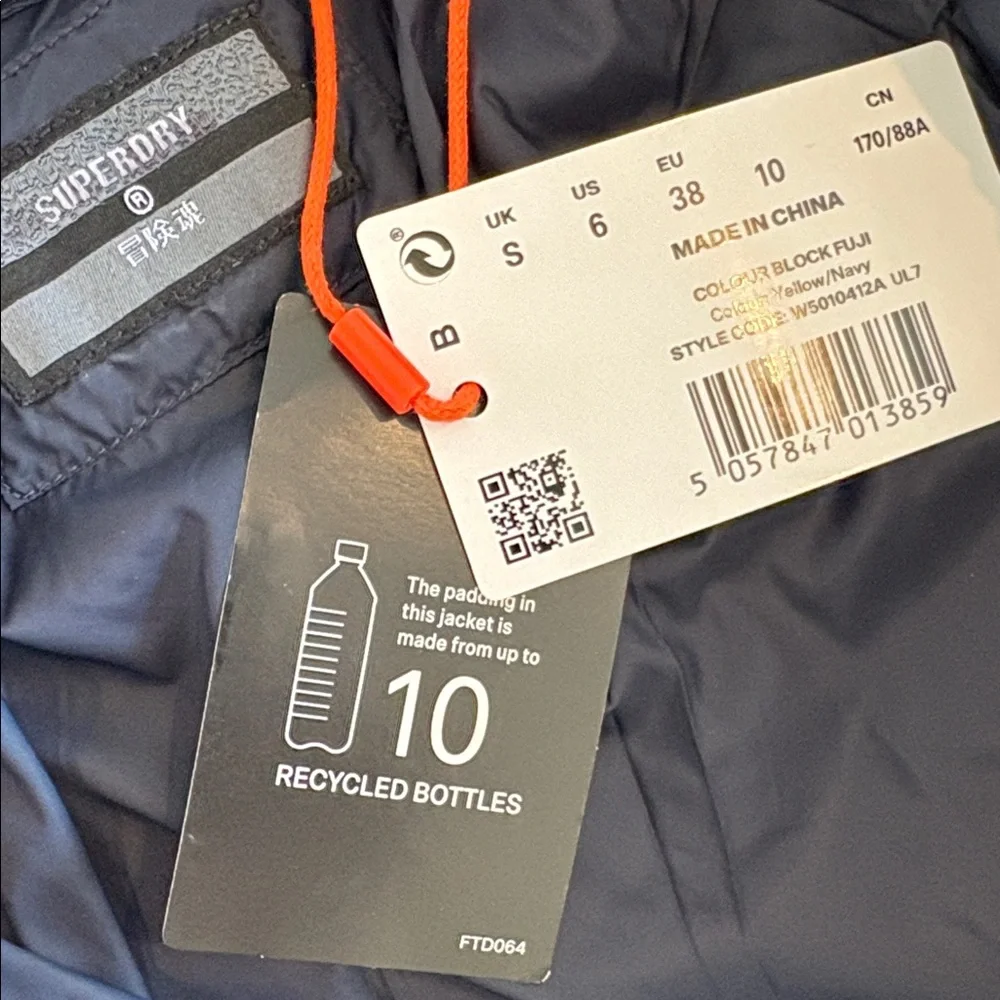 SUPERDRY
®
冒険魂
®
B
UK
S
US
6
EU
38
10
CN
170/88A
MADE IN CHINA
COLOUR BLOCK FUJI
Colour: Yellow/Navy
STYLE CODE: W5010412A UL7
5 057847 013859
The padding in
this jacket is
made from up to
10
RECYCLED BOTTLES
FTD064